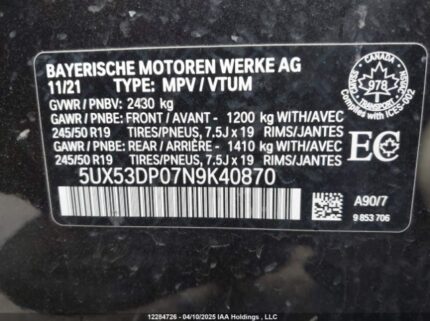 BAYERISCHE MOTOREN WERKE AG
11/21 TYPE: MPV / VTUM
GVWR / PNBV: 2430 kg
GAWR / PNBE: FRONT / AVANT - 1200 kg WITH/AVEC
245/50 R19 TIRES/PNEUS, 7.5J x 19 RIMS/JANTES
GAWR / PNBE: REAR / ARRIÈRE - 1410 kg WITH/AVEC
245/50 R19 TIRES/PNEUS, 7.5J x 19 RIMS/JANTES
5UX53DP07N9K40870
CANADA
978
TRANSPORT
Complies with ICES-002
EC
A90/7
9 853 706
12284726 - 04/10/2025 IAA Holdings , LLC